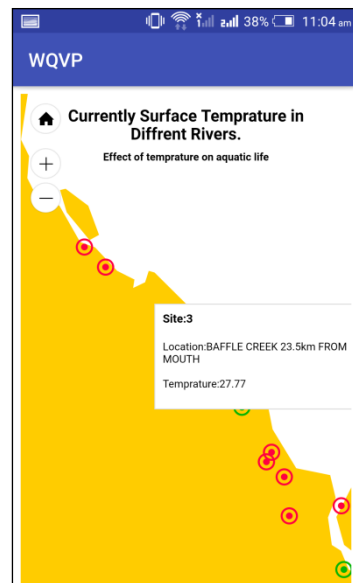 38% 11:04 am
WQVP
Currently Surface Temprature in
Diffrent Rivers.
Effect of temprature on aquatic life
+
−
Site:3
Location:BAFFLE CREEK 23.5km FROM
MOUTH
Temprature:27.77